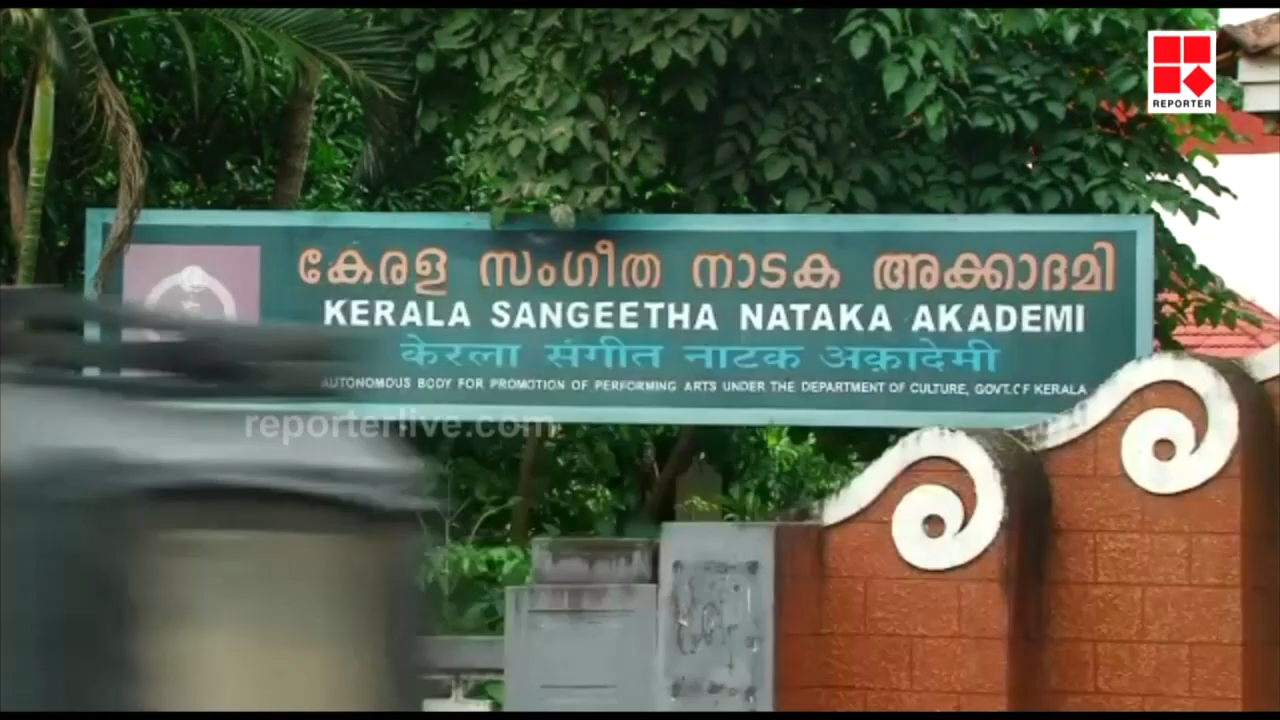 REPORTER
കേരള സംഗീത നാടക അക്കാദമി
KERALA SANGEETHA NATAKA AKADEMI
केरला संगीत नाटक अक़ादेमी
AUTONOMOUS BODY FOR PROMOTION OF PERFORMING ARTS UNDER THE DEPARTMENT OF CULTURE, GOVT.OF KERALA
reporterlive.com